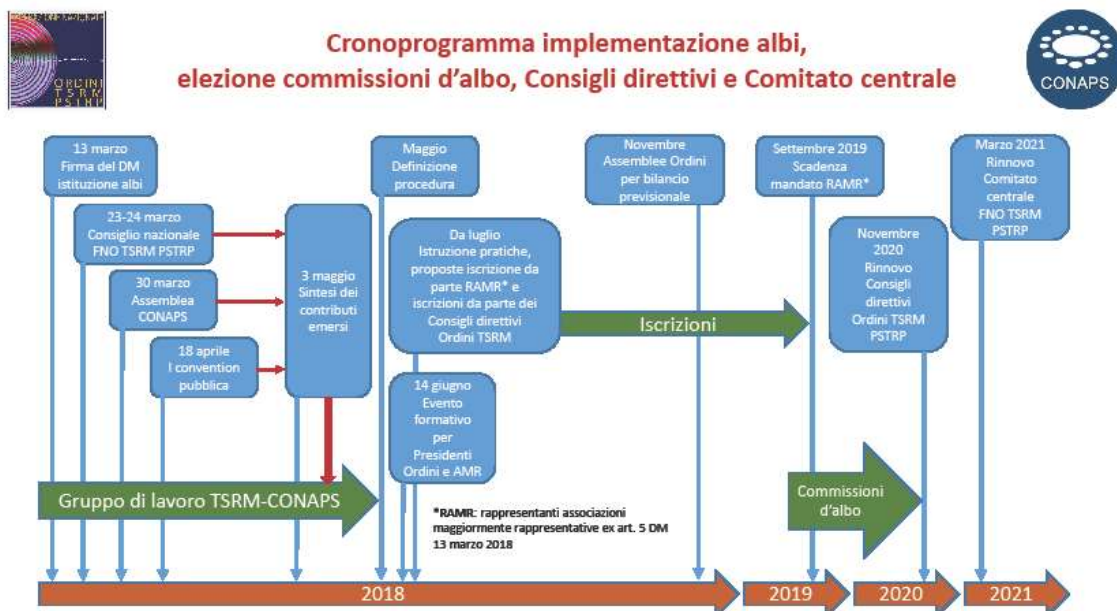 ORDINI
TSRM
PSTRP
Cronoprogramma implementazione albi,
elezione commissioni d'albo, Consigli direttivi e Comitato centrale
CONAPS
13 marzo
Firma del DM
istituzione albi
23-24 marzo
Consiglio nazionale
FNO TSRM PSTRP
30 marzo
Assemblea
CONAPS
18 aprile
I convention
pubblica
3 maggio
Sintesi dei
contributi
emersi
Maggio
Definizione
procedura
Da luglio
Istruzione pratiche,
proposte iscrizione da
parte RAMR* e
iscrizioni da parte dei
Consigli direttivi
Ordini TSRM
14 giugno
Evento
formativo
per
Presidenti
Ordini e AMR
Novembre
Assemblee Ordini
per bilancio
previsionale
Settembre 2019
Scadenza
mandato RAMR*
Novembre
2020
Rinnovo
Consigli
direttivi
Ordini TSRM
PSTRP
Marzo 2021
Rinnovo
Comitato
centrale
FNO TSRM
PSTRP
Iscrizioni
Gruppo di lavoro TSRM-CONAPS
Commissioni
d'albo
*RAMR: rappresentanti associazioni
maggiormente rappresentative ex art. 5 DM
13 marzo 2018
2018
2019
2020
2021